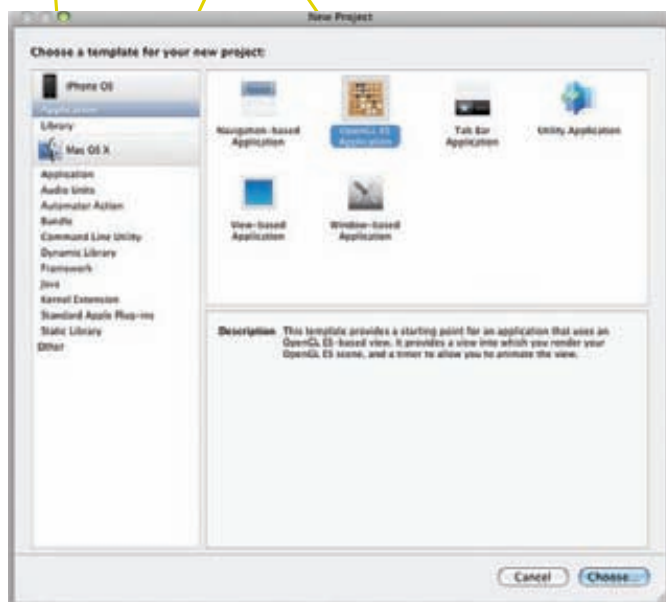 New Project
Choose a template for your new project:
iPhone OS
Application
Library
Mac OS X
Application
Audio Units
Automator Action
Bundle
Command Line Utility
Dynamic Library
Framework
Java
Kernel Extension
Standard Apple Plug-ins
Static Library
Other
Navigation-based
Application
OpenGL ES
Application
Tab Bar
Application
Utility Application
View-based
Application
Window-based
Application
Description This template provides a starting point for an application that uses an
OpenGL ES-based view. It provides a view into which you render your
OpenGL ES scene, and a timer to allow you to animate the view.
Cancel
Choose...